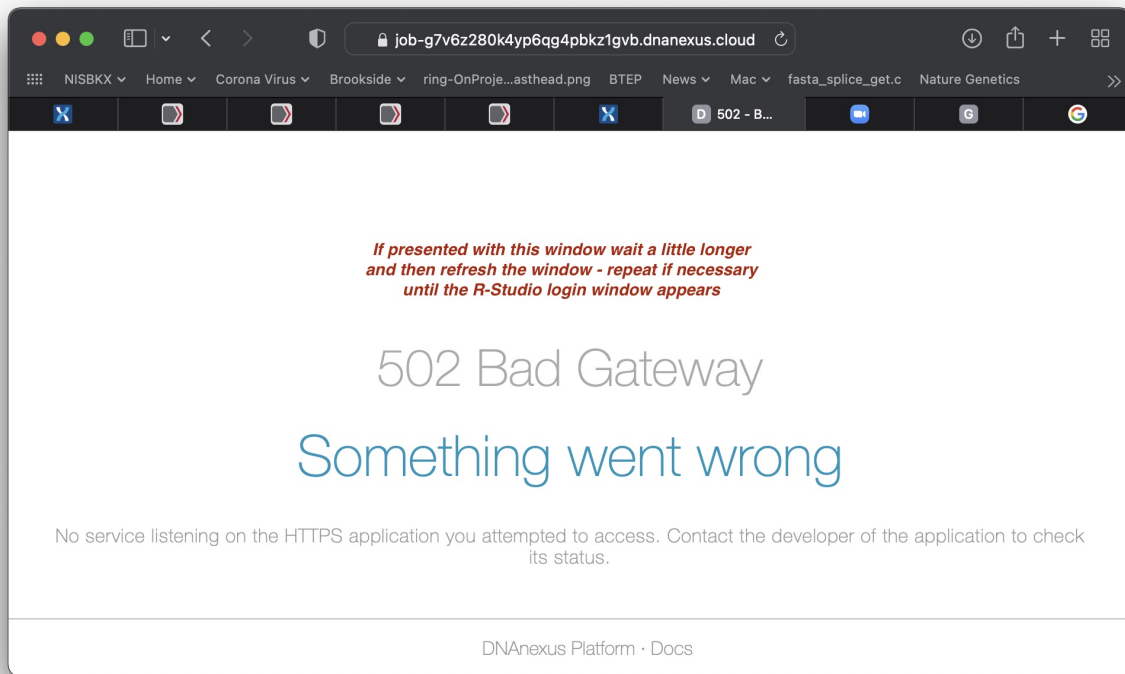 job-g7v6z280k4yp6qg4pbkz1gvb.dnanexus.cloud
NISBKX Home Corona Virus Brookside ring-OnProje...asthead.png BTEP News Mac fasta_splice_get.c Nature Genetics
D 502 - B... G
If presented with this window wait a little longer
and then refresh the window - repeat if necessary
until the R-Studio login window appears
502 Bad Gateway
Something went wrong
No service listening on the HTTPS application you attempted to access. Contact the developer of the application to check
its status.
DNAnexus Platform · Docs